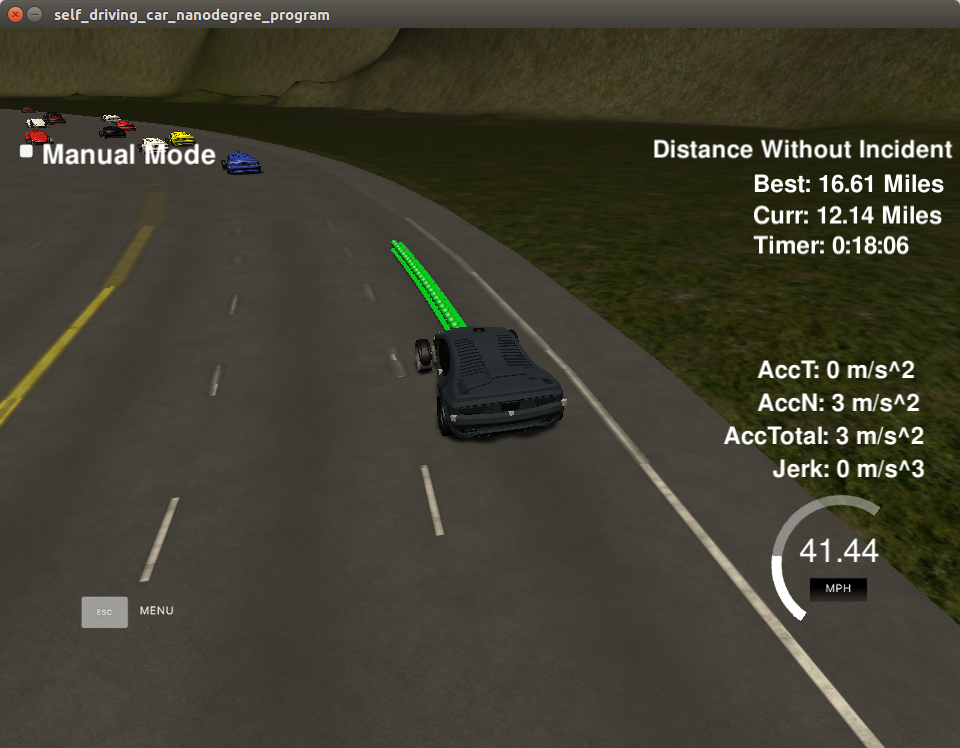 self_driving_car_nanodegree_program
Manual Mode
Distance Without Incident
Best: 16.61 Miles
Curr: 12.14 Miles
Timer: 0:18:06
AccT: 0 m/s^2
AccN: 3 m/s^2
AccTotal: 3 m/s^2
Jerk: 0 m/s^3
41.44
MPH
ESC MENU